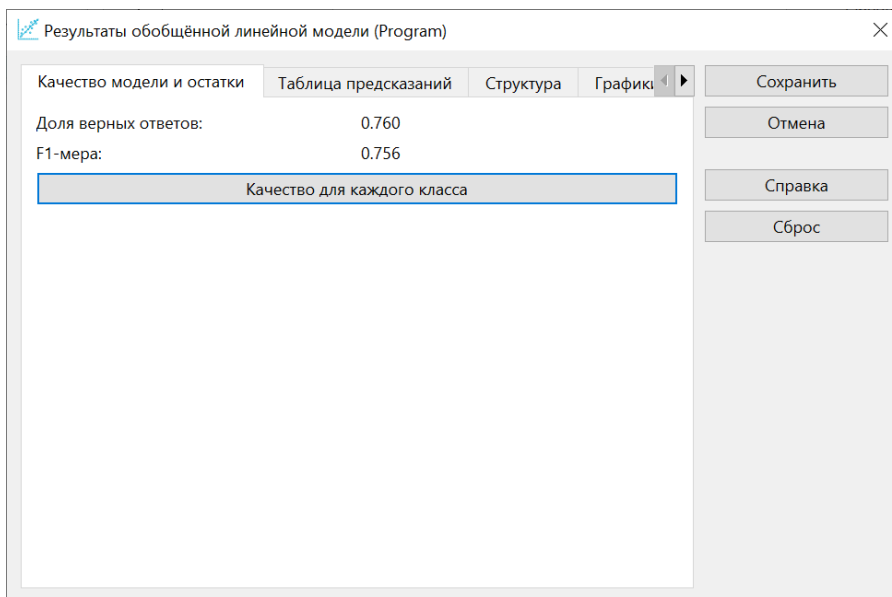 Результаты обобщённой линейной модели (Program)
Качество модели и остатки Таблица предсказаний Структура График
Сохранить
Доля верных ответов: 0.760
Отмена
F1-мера: 0.756
Качество для каждого класса
Справка
Сброс